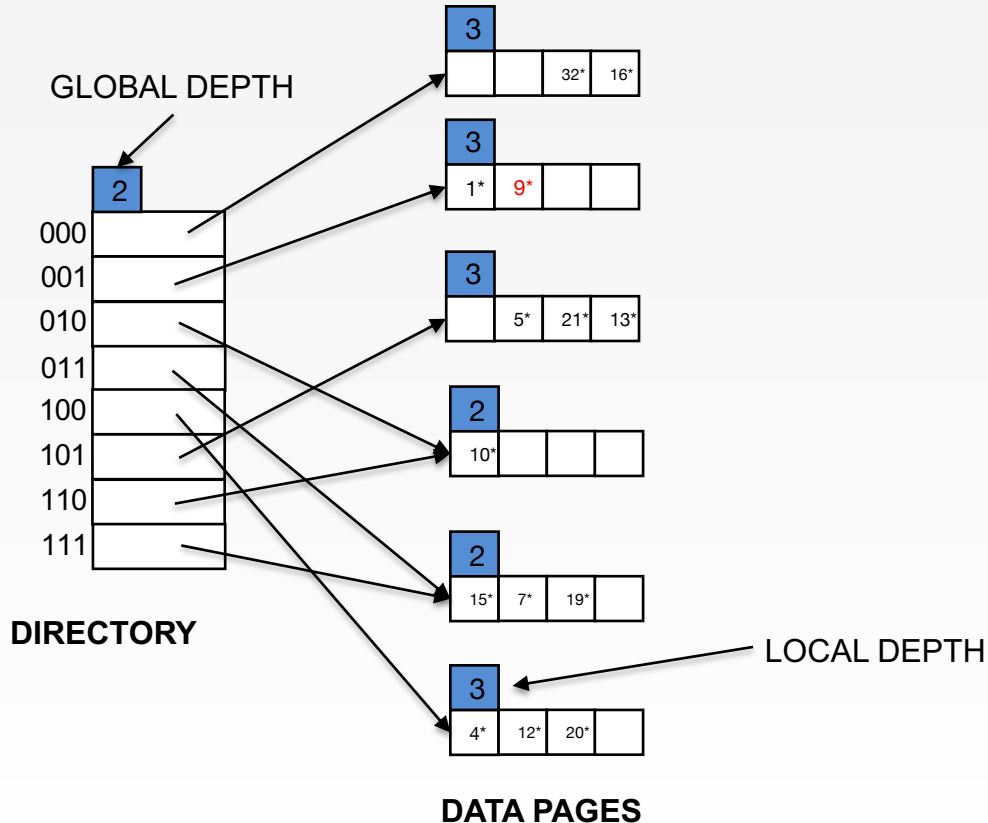 GLOBAL DEPTH
2
000
001
010
011
100
101
110
111
DIRECTORY
3
32* 16*
3
1* 9*
3
5* 21* 13*
2
10*
2
15* 7* 19*
3
4* 12* 20*
LOCAL DEPTH
DATA PAGES